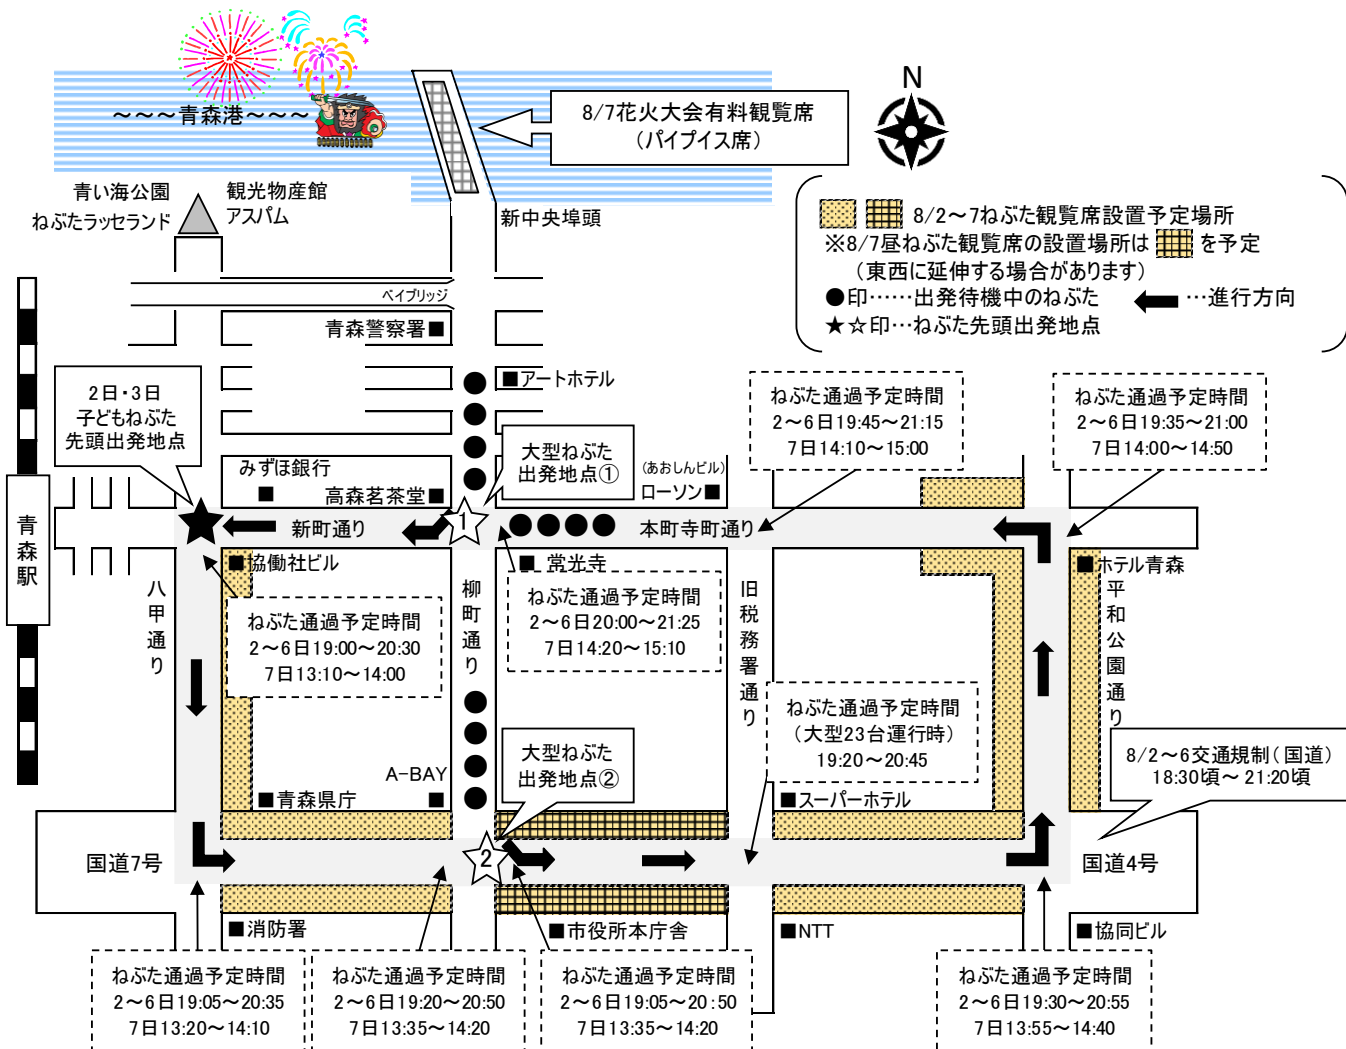 ～～～青森港～～～
8/7花火大会有料観覧席
（パイプイス席）
N
青い海公園
ねぶたラッセランド
観光物産館
アスパム
新中央埠頭
8/2～7ねぶた観覧席設置予定場所
※8/7昼ねぶた観覧席の設置場所は を予定
（東西に延伸する場合があります）
●印……出発待機中のねぶた …進行方向
★☆印…ねぶた先頭出発地点
ベイブリッジ
青森警察署■
■アートホテル
2日・3日
子どもねぶた
先頭出発地点
大型ねぶた
出発地点①
ねぶた通過予定時間
2～6日19:45～21:15
7日14:10～15:00
ねぶた通過予定時間
2～6日19:35～21:00
7日14:00～14:50
みずほ銀行
■
高森茗茶堂■
（あおしんビル）
ローソン■
青森駅
新町通り
1
本町寺町通り
■協働社ビル
■ 常光寺
■ホテル青森
八甲通り
柳町通り
旧税務署通り
平和公園通り
ねぶた通過予定時間
2～6日19:00～20:30
7日13:10～14:00
ねぶた通過予定時間
2～6日20:00～21:25
7日14:20～15:10
ねぶた通過予定時間
（大型23台運行時）
19:20～20:45
大型ねぶた
出発地点②
8/2～6交通規制（国道）
18:30頃～21:20頃
A-BAY
■
■青森県庁
■スーパーホテル
国道7号
2
国道4号
■消防署
■市役所本庁舎
■NTT
■協同ビル
ねぶた通過予定時間
2～6日19:05～20:35
7日13:20～14:10
ねぶた通過予定時間
2～6日19:20～20:50
7日13:35～14:20
ねぶた通過予定時間
2～6日19:05～20:50
7日13:35～14:20
ねぶた通過予定時間
2～6日19:30～20:55
7日13:55～14:40